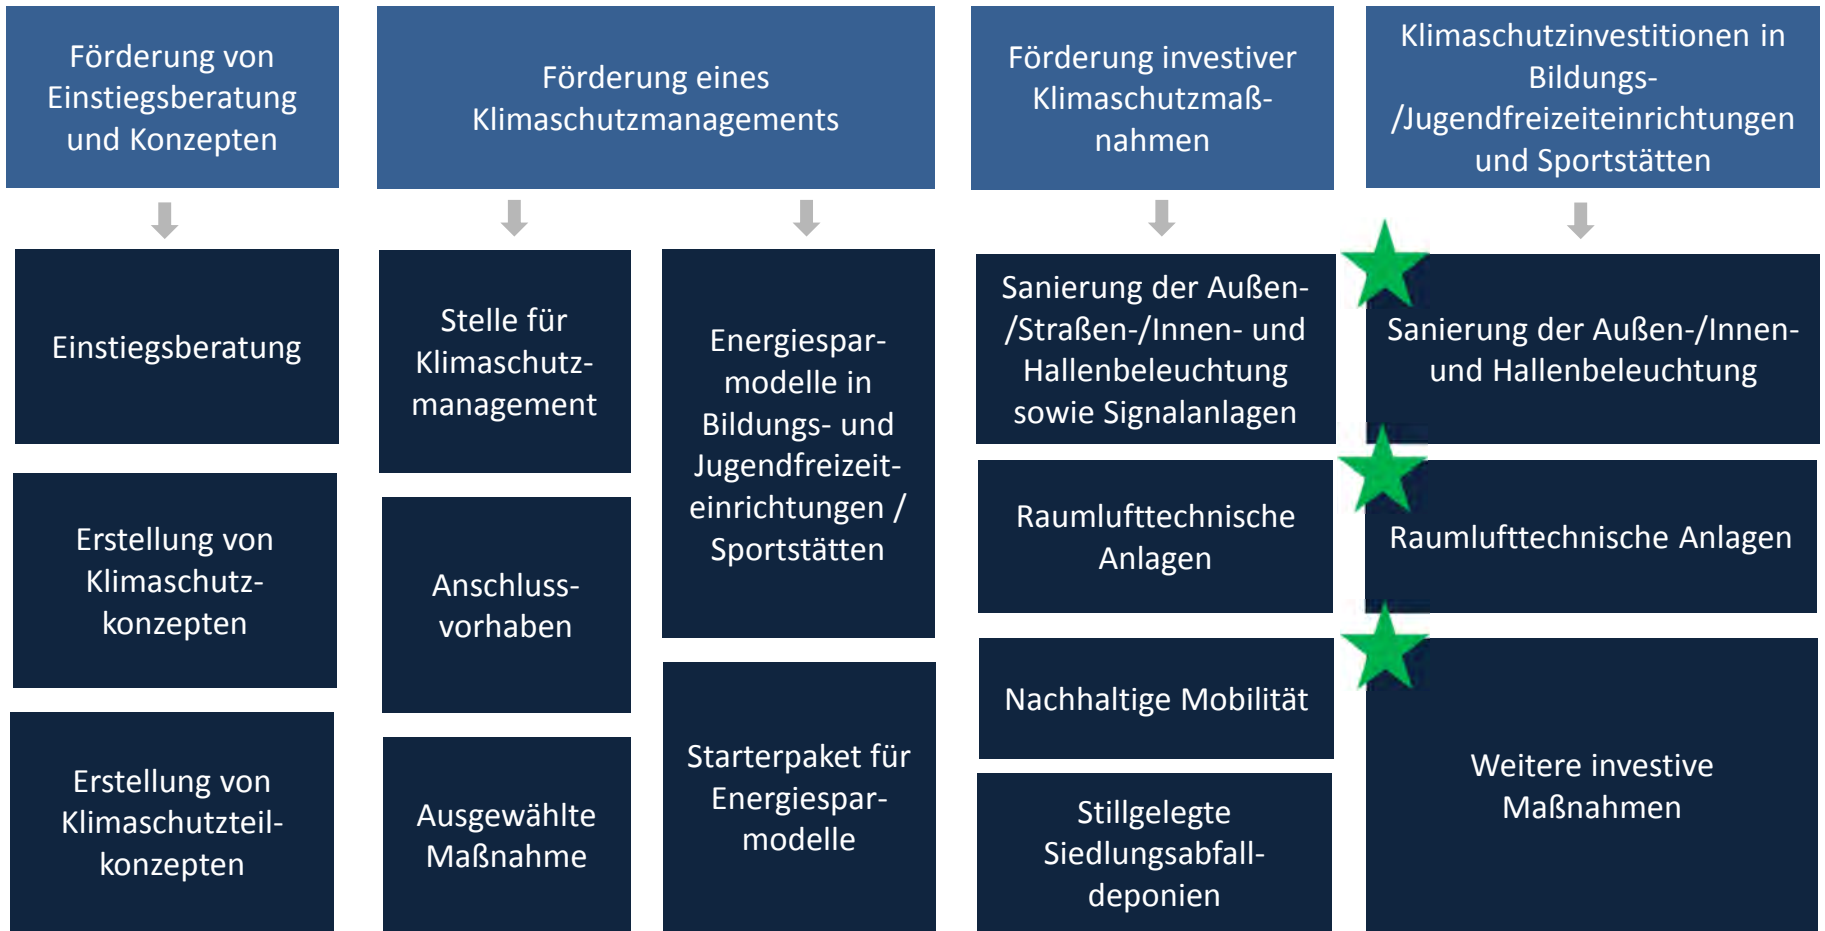 Förderung von
Einstiegsberatung
und Konzepten
Förderung eines
Klimaschutzmanagements
Förderung investiver
Klimaschutzmaß-
nahmen
Klimaschutzinvestitionen in
Bildungs-
/Jugendfreizeiteinrichtungen
und Sportstätten
Einstiegsberatung
Erstellung von
Klimaschutz-
konzepten
Erstellung von
Klimaschutzteil-
konzepten
Stelle für
Klimaschutz-
management
Anschluss-
vorhaben
Ausgewählte
Maßnahme
Energiespar-
modelle in
Bildungs- und
Jugendfreizeit-
einrichtungen /
Sportstätten
Starterpaket für
Energiespar-
modelle
Sanierung der Außen-
/Straßen-/Innen- und
Hallenbeleuchtung
sowie Signalanlagen
Raumlufttechnische
Anlagen
Nachhaltige Mobilität
Stillgelegte
Siedlungsabfall-
deponien
Sanierung der Außen-/Innen-
und Hallenbeleuchtung
Raumlufttechnische Anlagen
Weitere investive
Maßnahmen